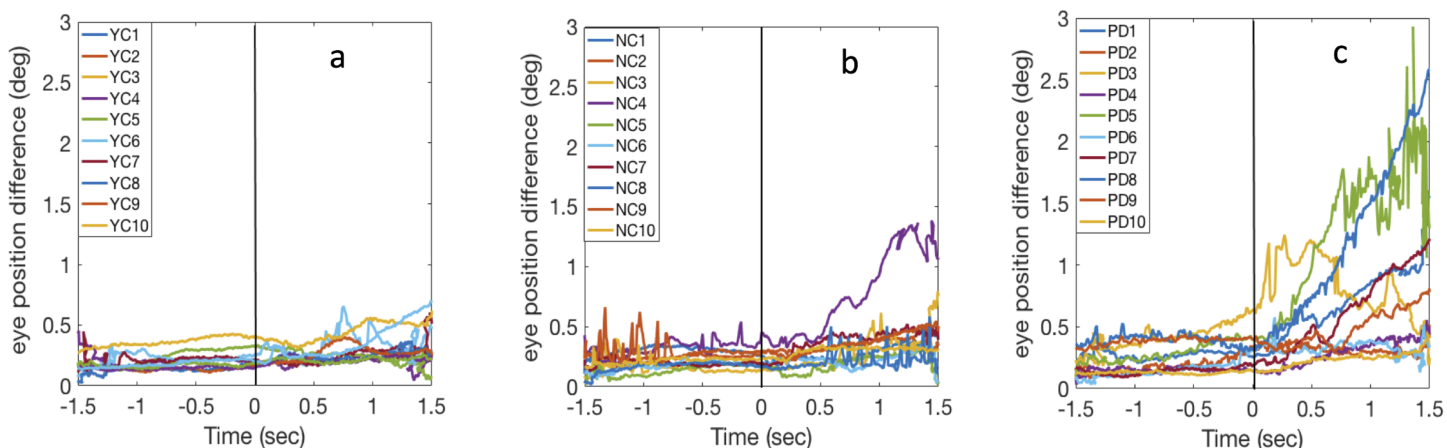 a
eye position difference (deg)
3
2.5
2
1.5
1
0.5
0
YC1
YC2
YC3
YC4
YC5
YC6
YC7
YC8
YC9
YC10
-1.5 -1 -0.5 0 0.5 1 1.5
Time (sec)
b
eye position difference (deg)
3
2.5
2
1.5
1
0.5
0
NC1
NC2
NC3
NC4
NC5
NC6
NC7
NC8
NC9
NC10
-1.5 -1 -0.5 0 0.5 1 1.5
Time (sec)
c
eye position difference (deg)
3
2.5
2
1.5
1
0.5
0
PD1
PD2
PD3
PD4
PD5
PD6
PD7
PD8
PD9
PD10
-1.5 -1 -0.5 0 0.5 1 1.5
Time (sec)